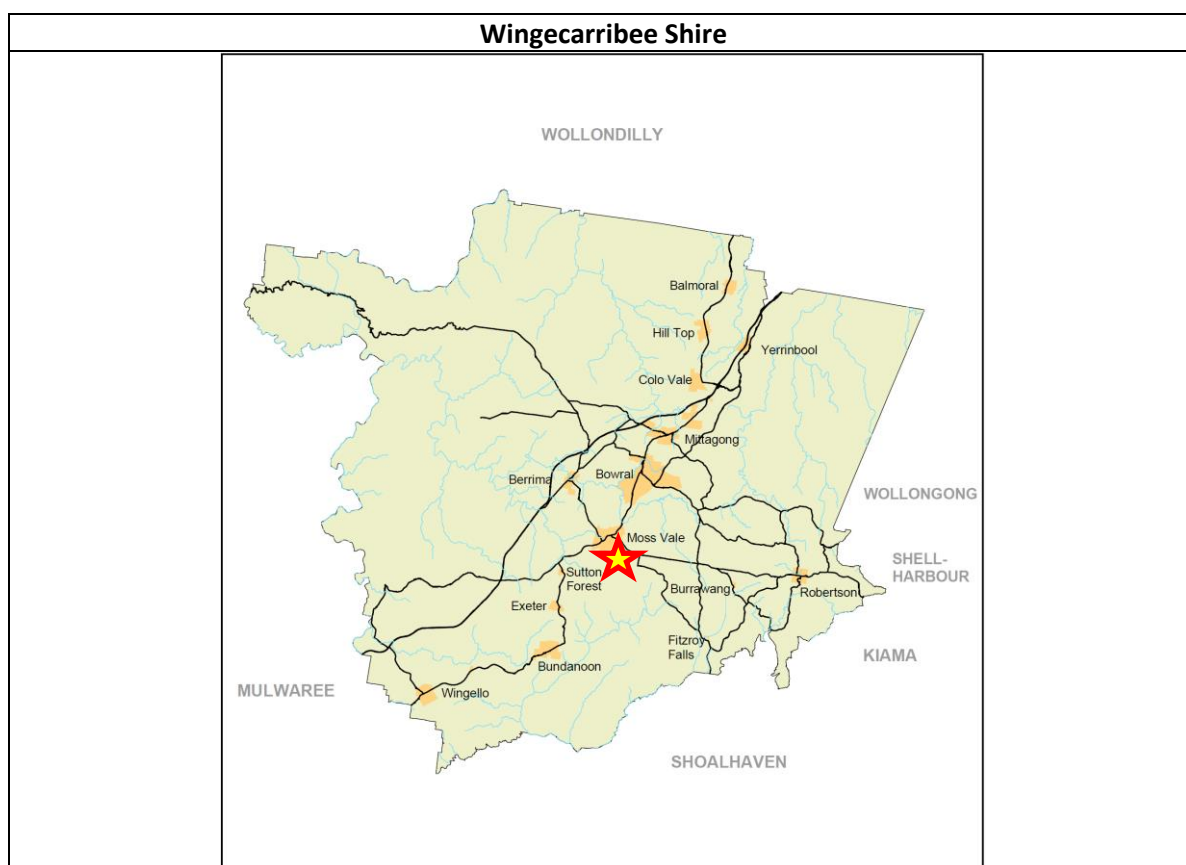 Wingecarribee Shire
WOLLONDILLY
Balmoral
Hill Top
Yerrinbool
Colo Vale
Mittagong
Berrima
Bowral
WOLLONGONG
Moss Vale
SHELL-
HARBOUR
Sutton
Forest
Burrawang
Robertson
Exeter
Fitzroy
Falls
KIAMA
Bundanoon
MULWAREE
Wingello
SHOALHAVEN